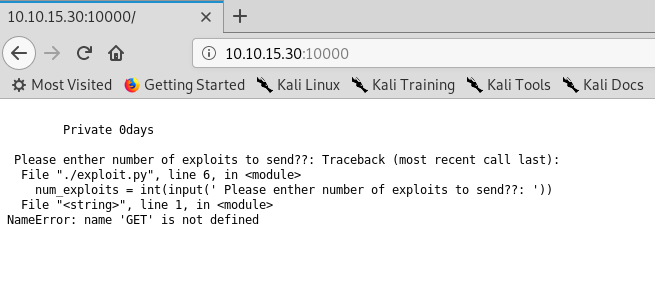 10.10.15.30:10000/
10.10.15.30:10000
Most Visited Getting Started Kali Linux Kali Training Kali Tools Kali Docs
Private 0days
Please enther number of exploits to send??: Traceback (most recent call last):
File "./exploit.py", line 6, in <module>
num_exploits = int(input(' Please enther number of exploits to send??: '))
File "<string>", line 1, in <module>
NameError: name 'GET' is not defined